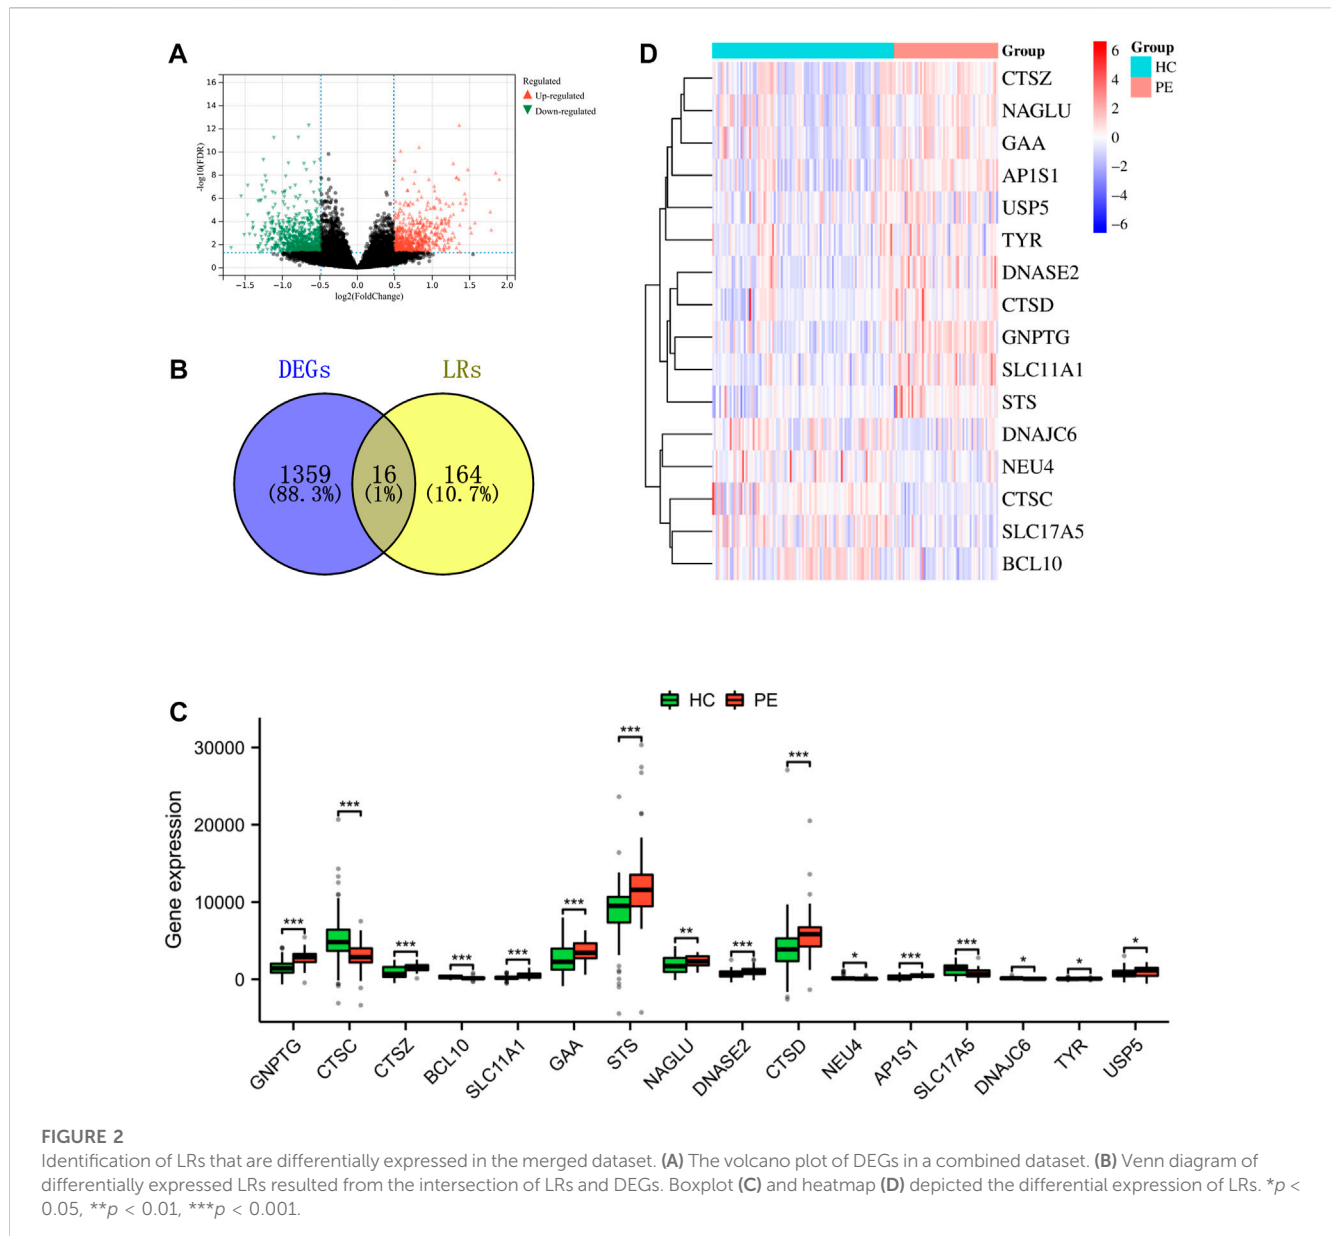 A
16
14
12
10
8
6
4
2
0
-log10(FDR)
−1.5
−1.0
−0.5
0.0
0.5
1.0
1.5
2.0
log2(FoldChange)
Regulated
Up-regulated
Down-regulated
B
DEGs
LRs
1359
(88.3%)
16
(1%)
164
(10.7%)
D
Group
CTSZ
NAGLU
GAA
AP1S1
USP5
TYR
DNASE2
CTSD
GNPTG
SLC11A1
STS
DNAJC6
NEU4
CTSC
SLC17A5
BCL10
6
4
2
0
−2
−4
−6
Group
HC
PE
C
HC
PE
Gene expression
30000
20000
10000
0
***
***
***
***
***
***
***
**
***
***
*
***
***
*
*
*
GNPTG
CTSC
CTSZ
BCL10
SLC11A1
GAA
STS
NAGLU
DNASE2
CTSD
NEU4
AP1S1
SLC17A5
DNAJC6
TYR
USP5
FIGURE 2
Identification of LRs that are differentially expressed in the merged dataset. (A) The volcano plot of DEGs in a combined dataset. (B) Venn diagram of
differentially expressed LRs resulted from the intersection of LRs and DEGs. Boxplot (C) and heatmap (D) depicted the differential expression of LRs. *p <
0.05, **p < 0.01, ***p < 0.001.